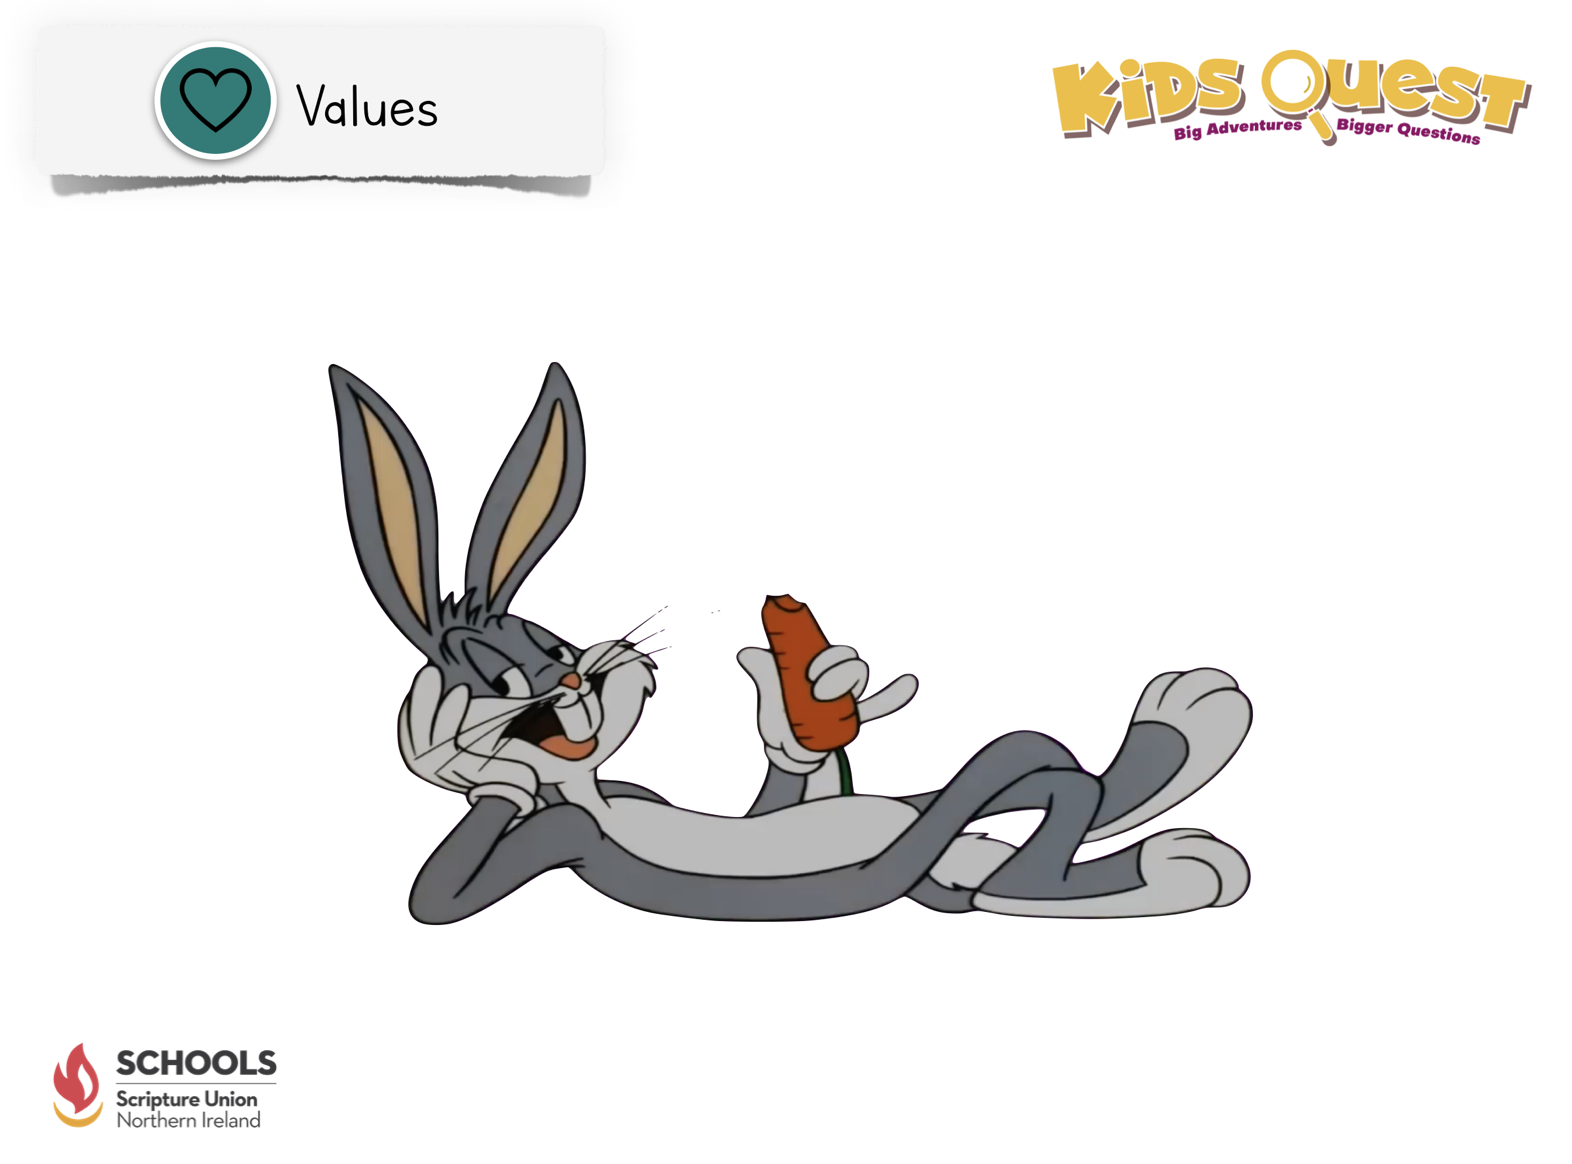 Values
KiDS QUEST
Big Adventures Bigger Questions
SCHOOLS
Scripture Union
Northern Ireland